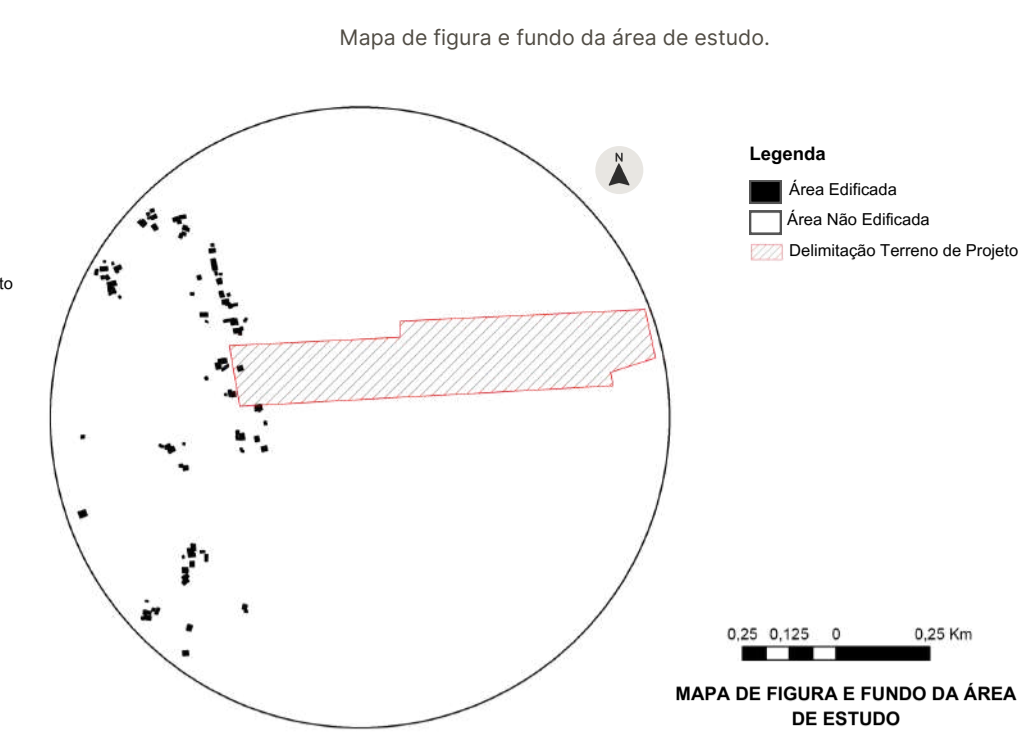 Mapa de figura e fundo da área de estudo.
N
Legenda
Área Edificada
Área Não Edificada
Delimitação Terreno de Projeto
to
0,25 0,125 0 0,25 Km
MAPA DE FIGURA E FUNDO DA ÁREA
DE ESTUDO